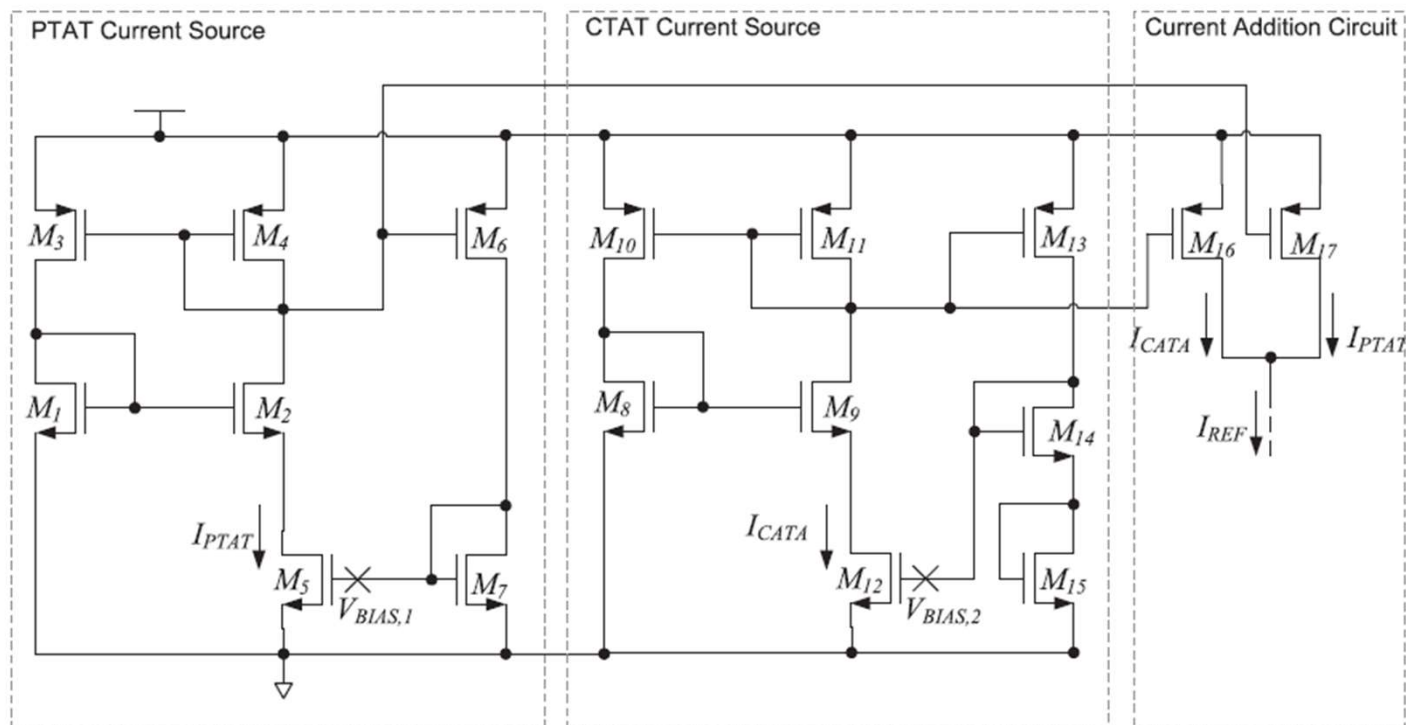 PTAT Current Source
CTAT Current Source
Current Addition Circuit
M3
M4
M6
M10
M11
M13
M16
M17
ICATA
IPTAT
M1
M2
M8
M9
M14
IREF
IPTAT
ICATA
M5
M7
M12
M15
VBIAS,1
VBIAS,2